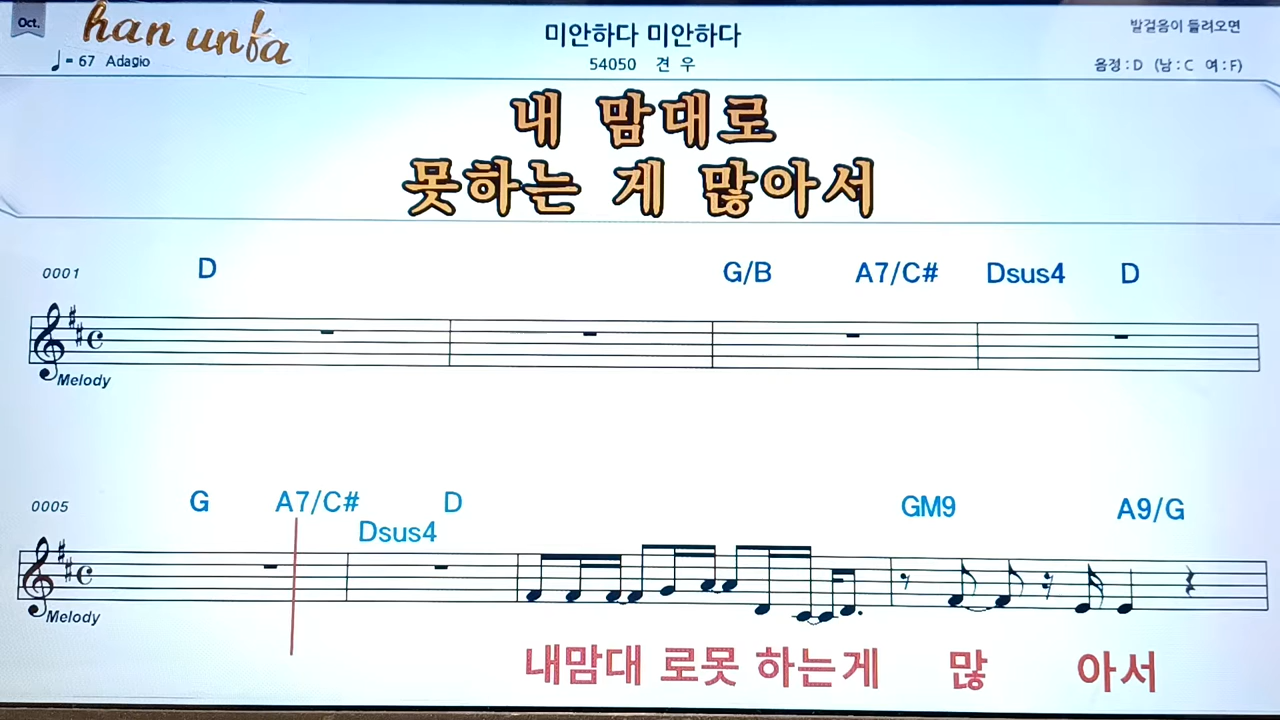 Oct.
han unfa
미안하다 미안하다
발걸음이 들려오면
= 67 Adagio
54050 견 우
음정 : D (남 : C 여 : F)
내 맘대로
못하는 게 많아서
0001 D G/B A7/C# Dsus4 D
Melody
0005 G A7/C# Dsus4 D GM9 A9/G
Melody
내맘대 로못 하는게 많 아서